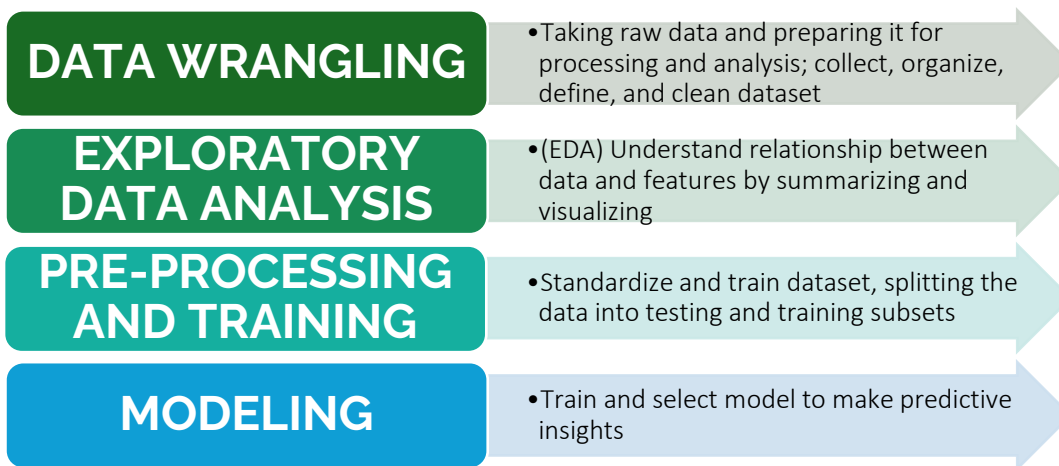 DATA WRANGLING
•Taking raw data and preparing it for
processing and analysis; collect, organize,
define, and clean dataset
EXPLORATORY
DATA ANALYSIS
•(EDA) Understand relationship between
data and features by summarizing and
visualizing
PRE-PROCESSING
AND TRAINING
•Standardize and train dataset, splitting the
data into testing and training subsets
MODELING
•Train and select model to make predictive
insights